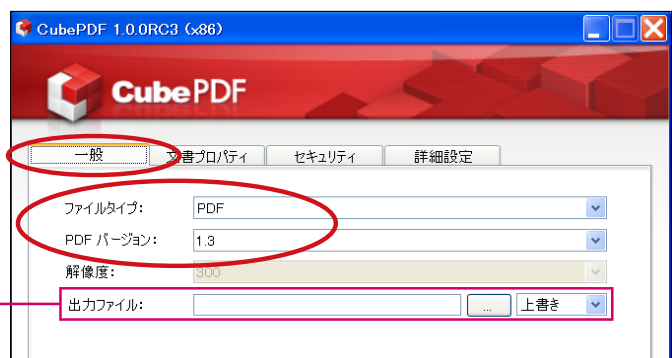 CubePDF 1.0.0RC3 (x86)
CubePDF
一般 文書プロパティ セキュリティ 詳細設定
ファイルタイプ: PDF
PDF バージョン: 1.3
解像度: 300
出力ファイル: ... 上書き